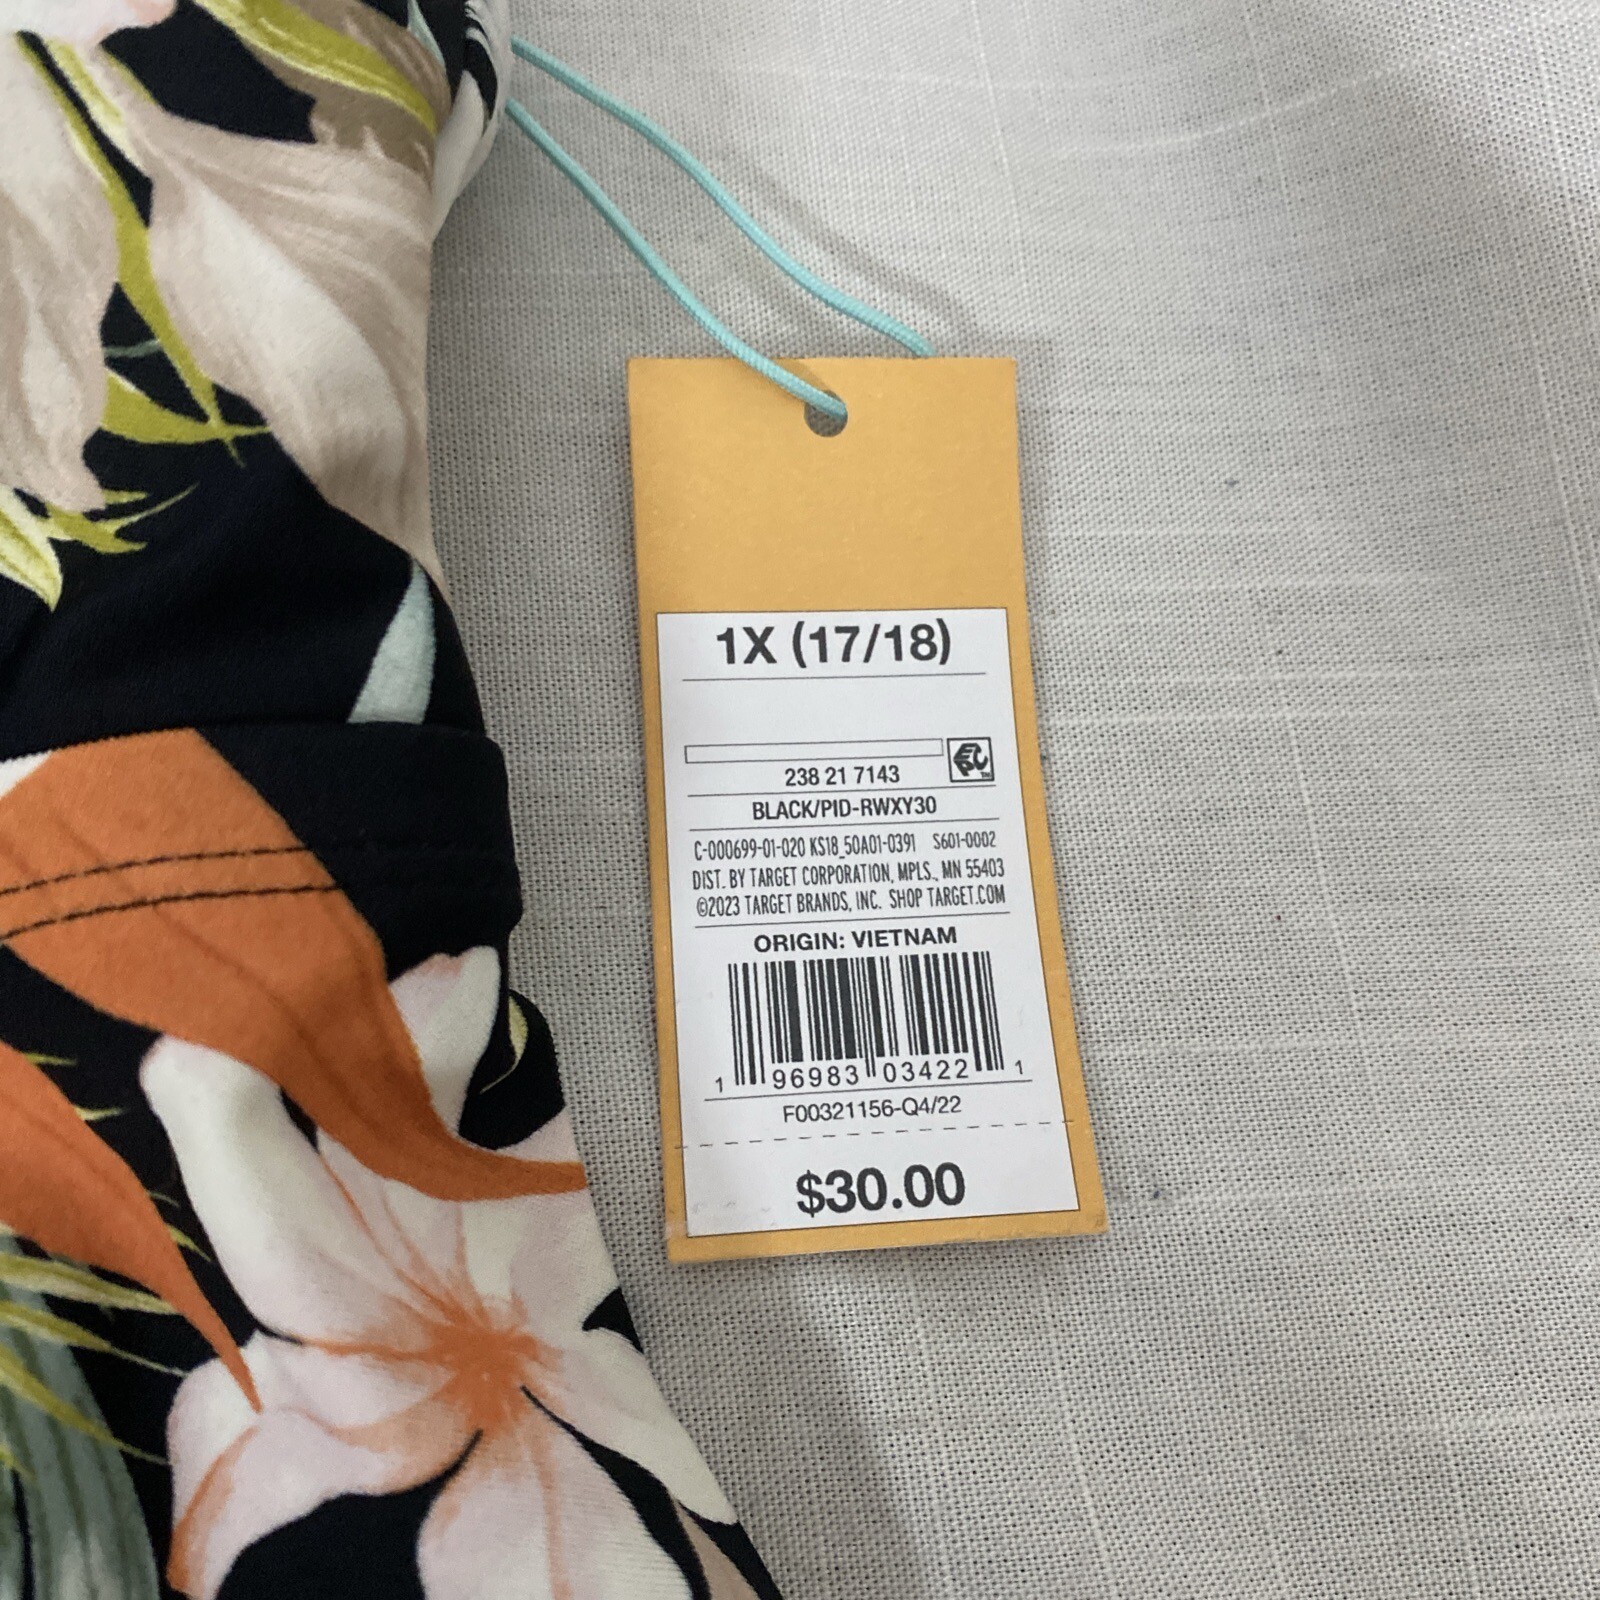 1X (17/18)
238 21 7143
BLACK/PID-RWXY30
C-000699-01-020 KS18_50A01-0391 S601-0002
DIST. BY TARGET CORPORATION, MPLS., MN 55403
©2023 TARGET BRANDS, INC. SHOP TARGET.COM
ORIGIN: VIETNAM
1 96983 03422 1
F00321156-Q4/22
$30.00